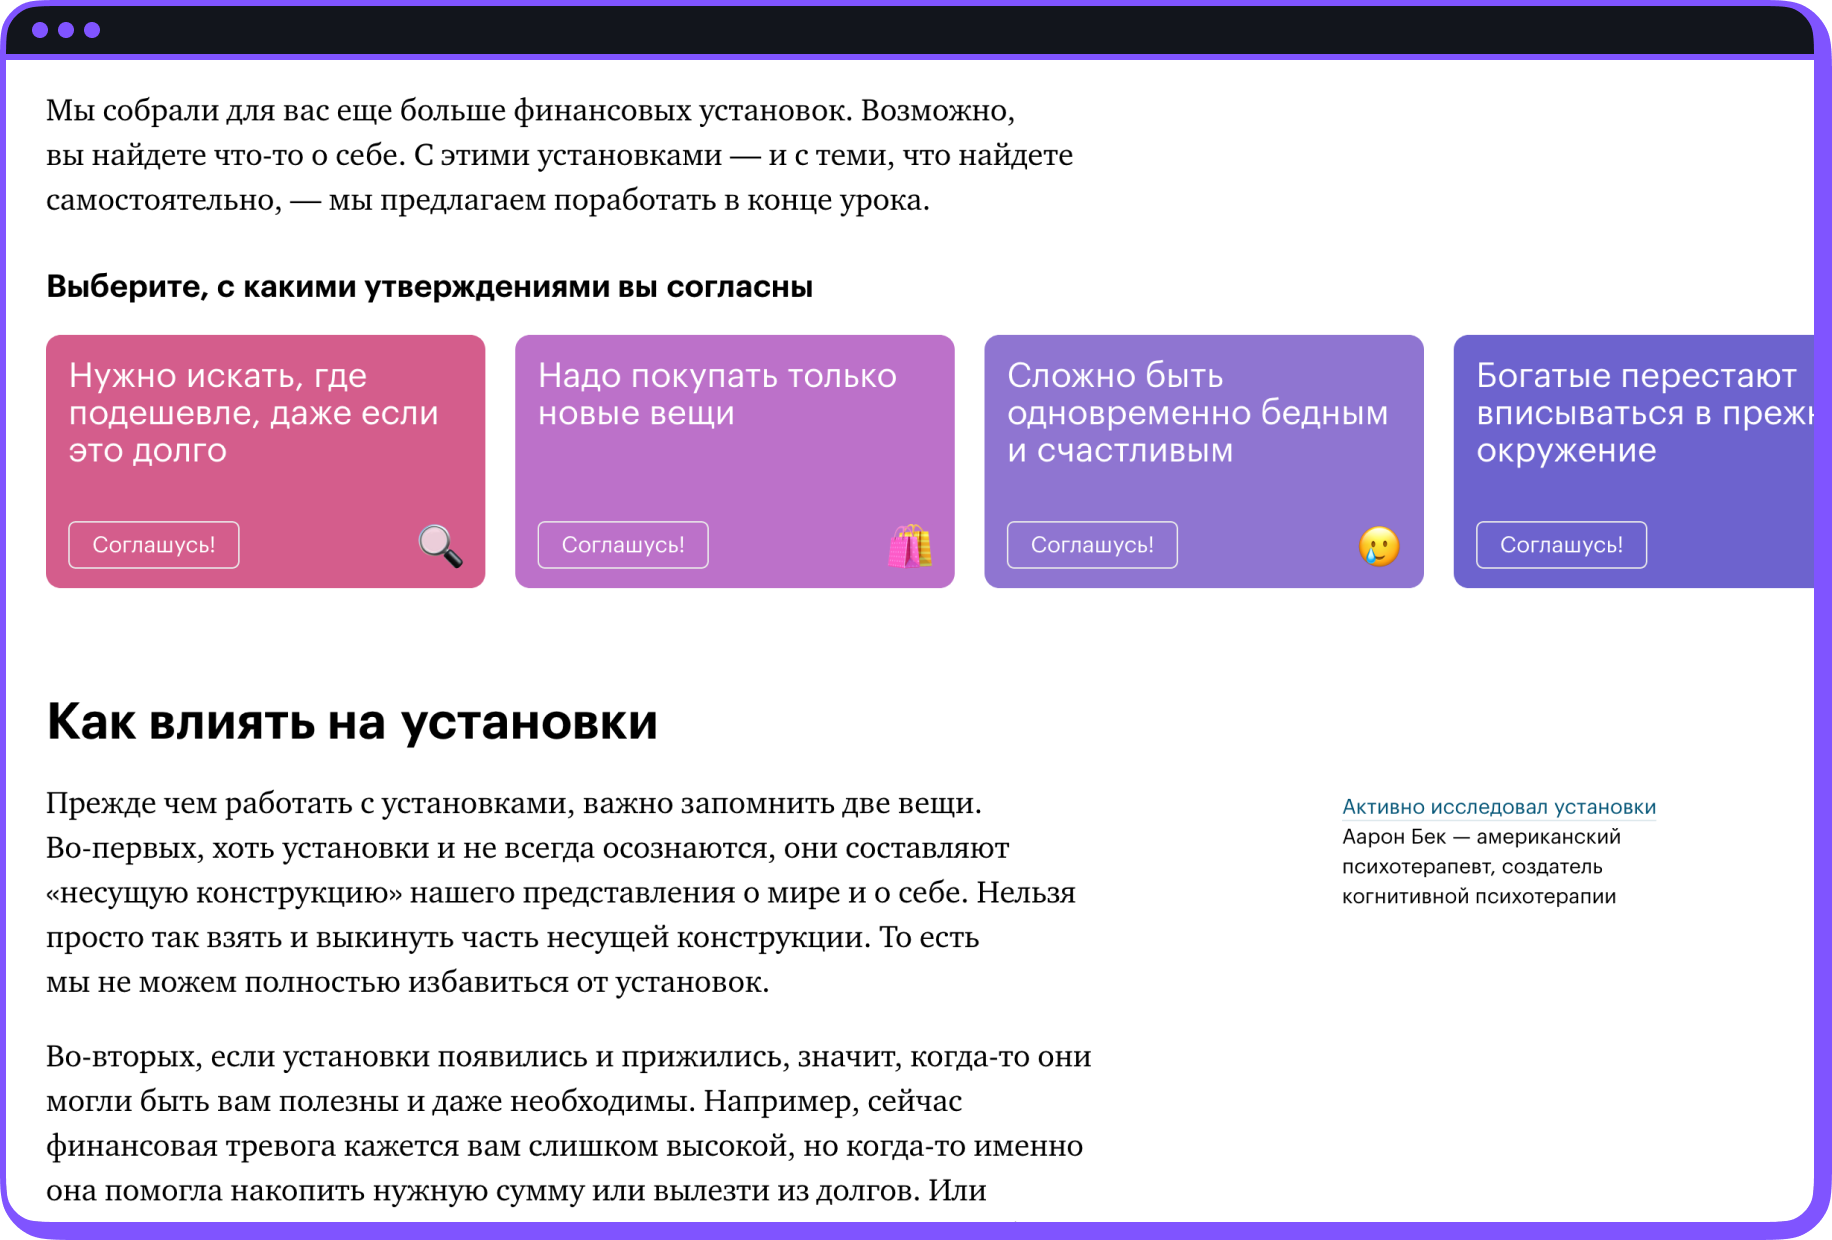 Мы собрали для вас еще больше финансовых установок. Возможно,
вы найдете что-то о себе. С этими установками — и с теми, что найдете
самостоятельно, — мы предлагаем поработать в конце урока.
Выберите, с какими утверждениями вы согласны
Нужно искать, где
подешевле, даже если
это долго
Соглашусь!
Надо покупать только
новые вещи
Соглашусь!
Сложно быть
одновременно бедным
и счастливым
Соглашусь!
Богатые перестают
вписываться в
окружение
Соглашусь!
Как влиять на установки
Прежде чем работать с установками, важно запомнить две вещи.
Во-первых, хоть установки и не всегда осознаются, они составляют
«несущую конструкцию» нашего представления о мире и о себе. Нельзя
просто так взять и выкинуть часть несущей конструкции. То есть
мы не можем полностью избавиться от установок.
Активно исследовал установки
Аарон Бек — американский
психотерапевт, создатель
когнитивной психотерапии
Во-вторых, если установки появились и прижились, значит, когда-то они
могли быть вам полезны и даже необходимы. Например, сейчас
финансовая тревога кажется вам слишком высокой, но когда-то именно
она помогла накопить нужную сумму или вылезти из долгов. Или